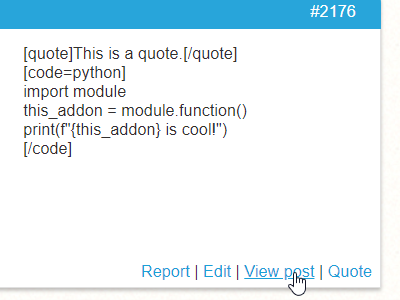 #2176
[quote]This is a quote.[/quote]
[code=python]
import module
this_addon = module.function()
print(f"{this_addon} is cool!")
[/code]
Report | Edit | View post | Quote